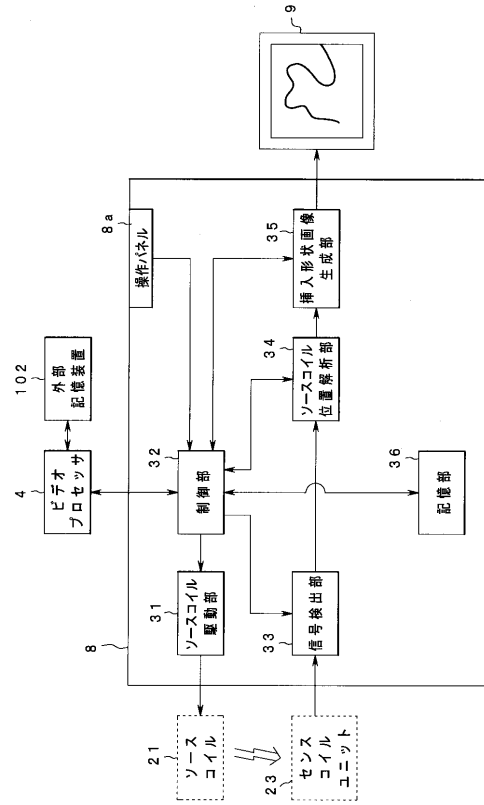 102
外部
記憶装置
4
ビデオ
プロセッサ
8
8a
操作パネル
9
32
制御部
31
ソースコイル
駆動部
33
信号検出部
34
ソースコイル
位置解析部
35
挿入形状画像
生成部
36
記憶部
21
ソース
コイル
23
センス
コイル
ユニット